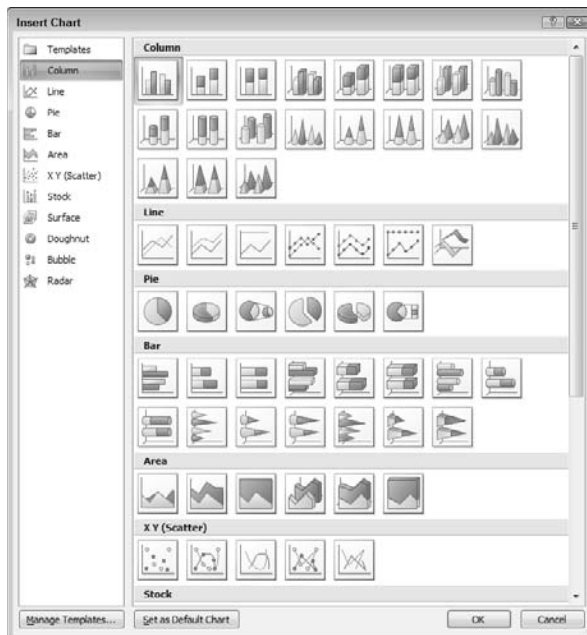 Insert Chart
Templates
Column
Line
Pie
Bar
Area
X Y (Scatter)
Stock
Surface
Doughnut
Bubble
Radar
Column
Line
Pie
Bar
Area
X Y (Scatter)
Stock
Manage Templates...
Set as Default Chart
OK
Cancel